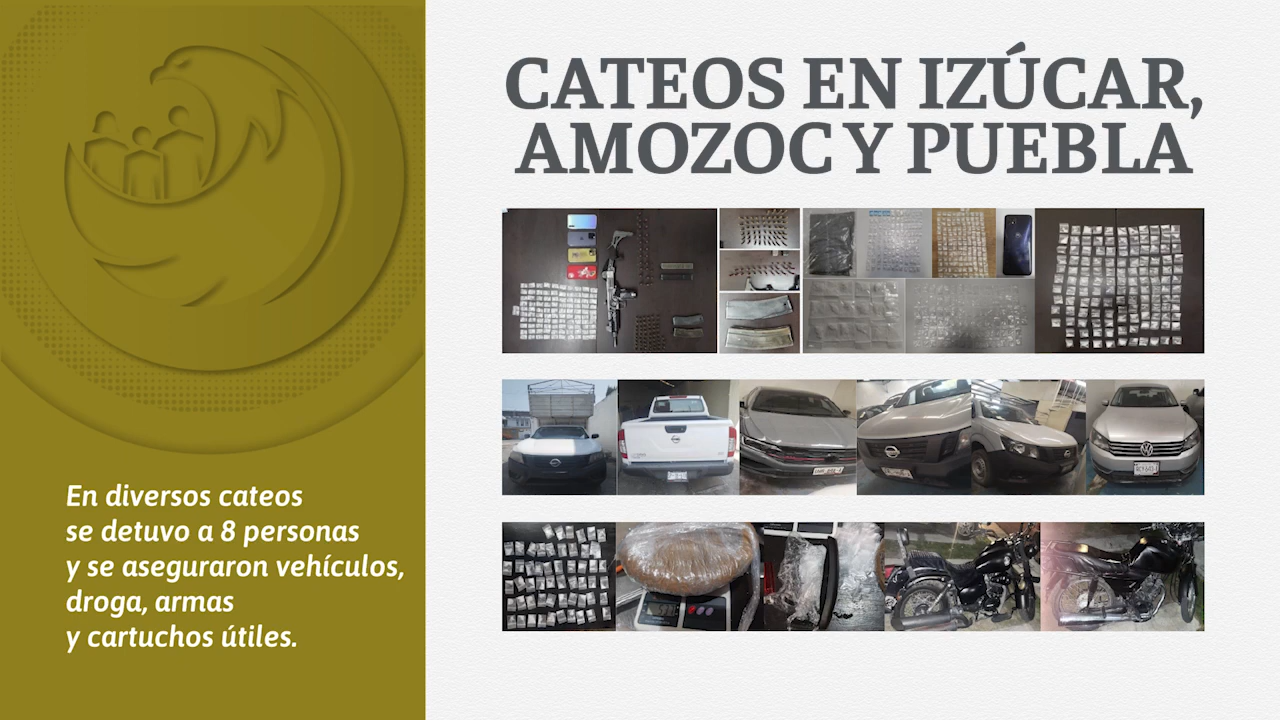 CATEOS EN IZÚCAR,
AMOZOC Y PUEBLA
En diversos cateos
se detuvo a 8 personas
y se aseguraron vehículos,
droga, armas
y cartuchos útiles.